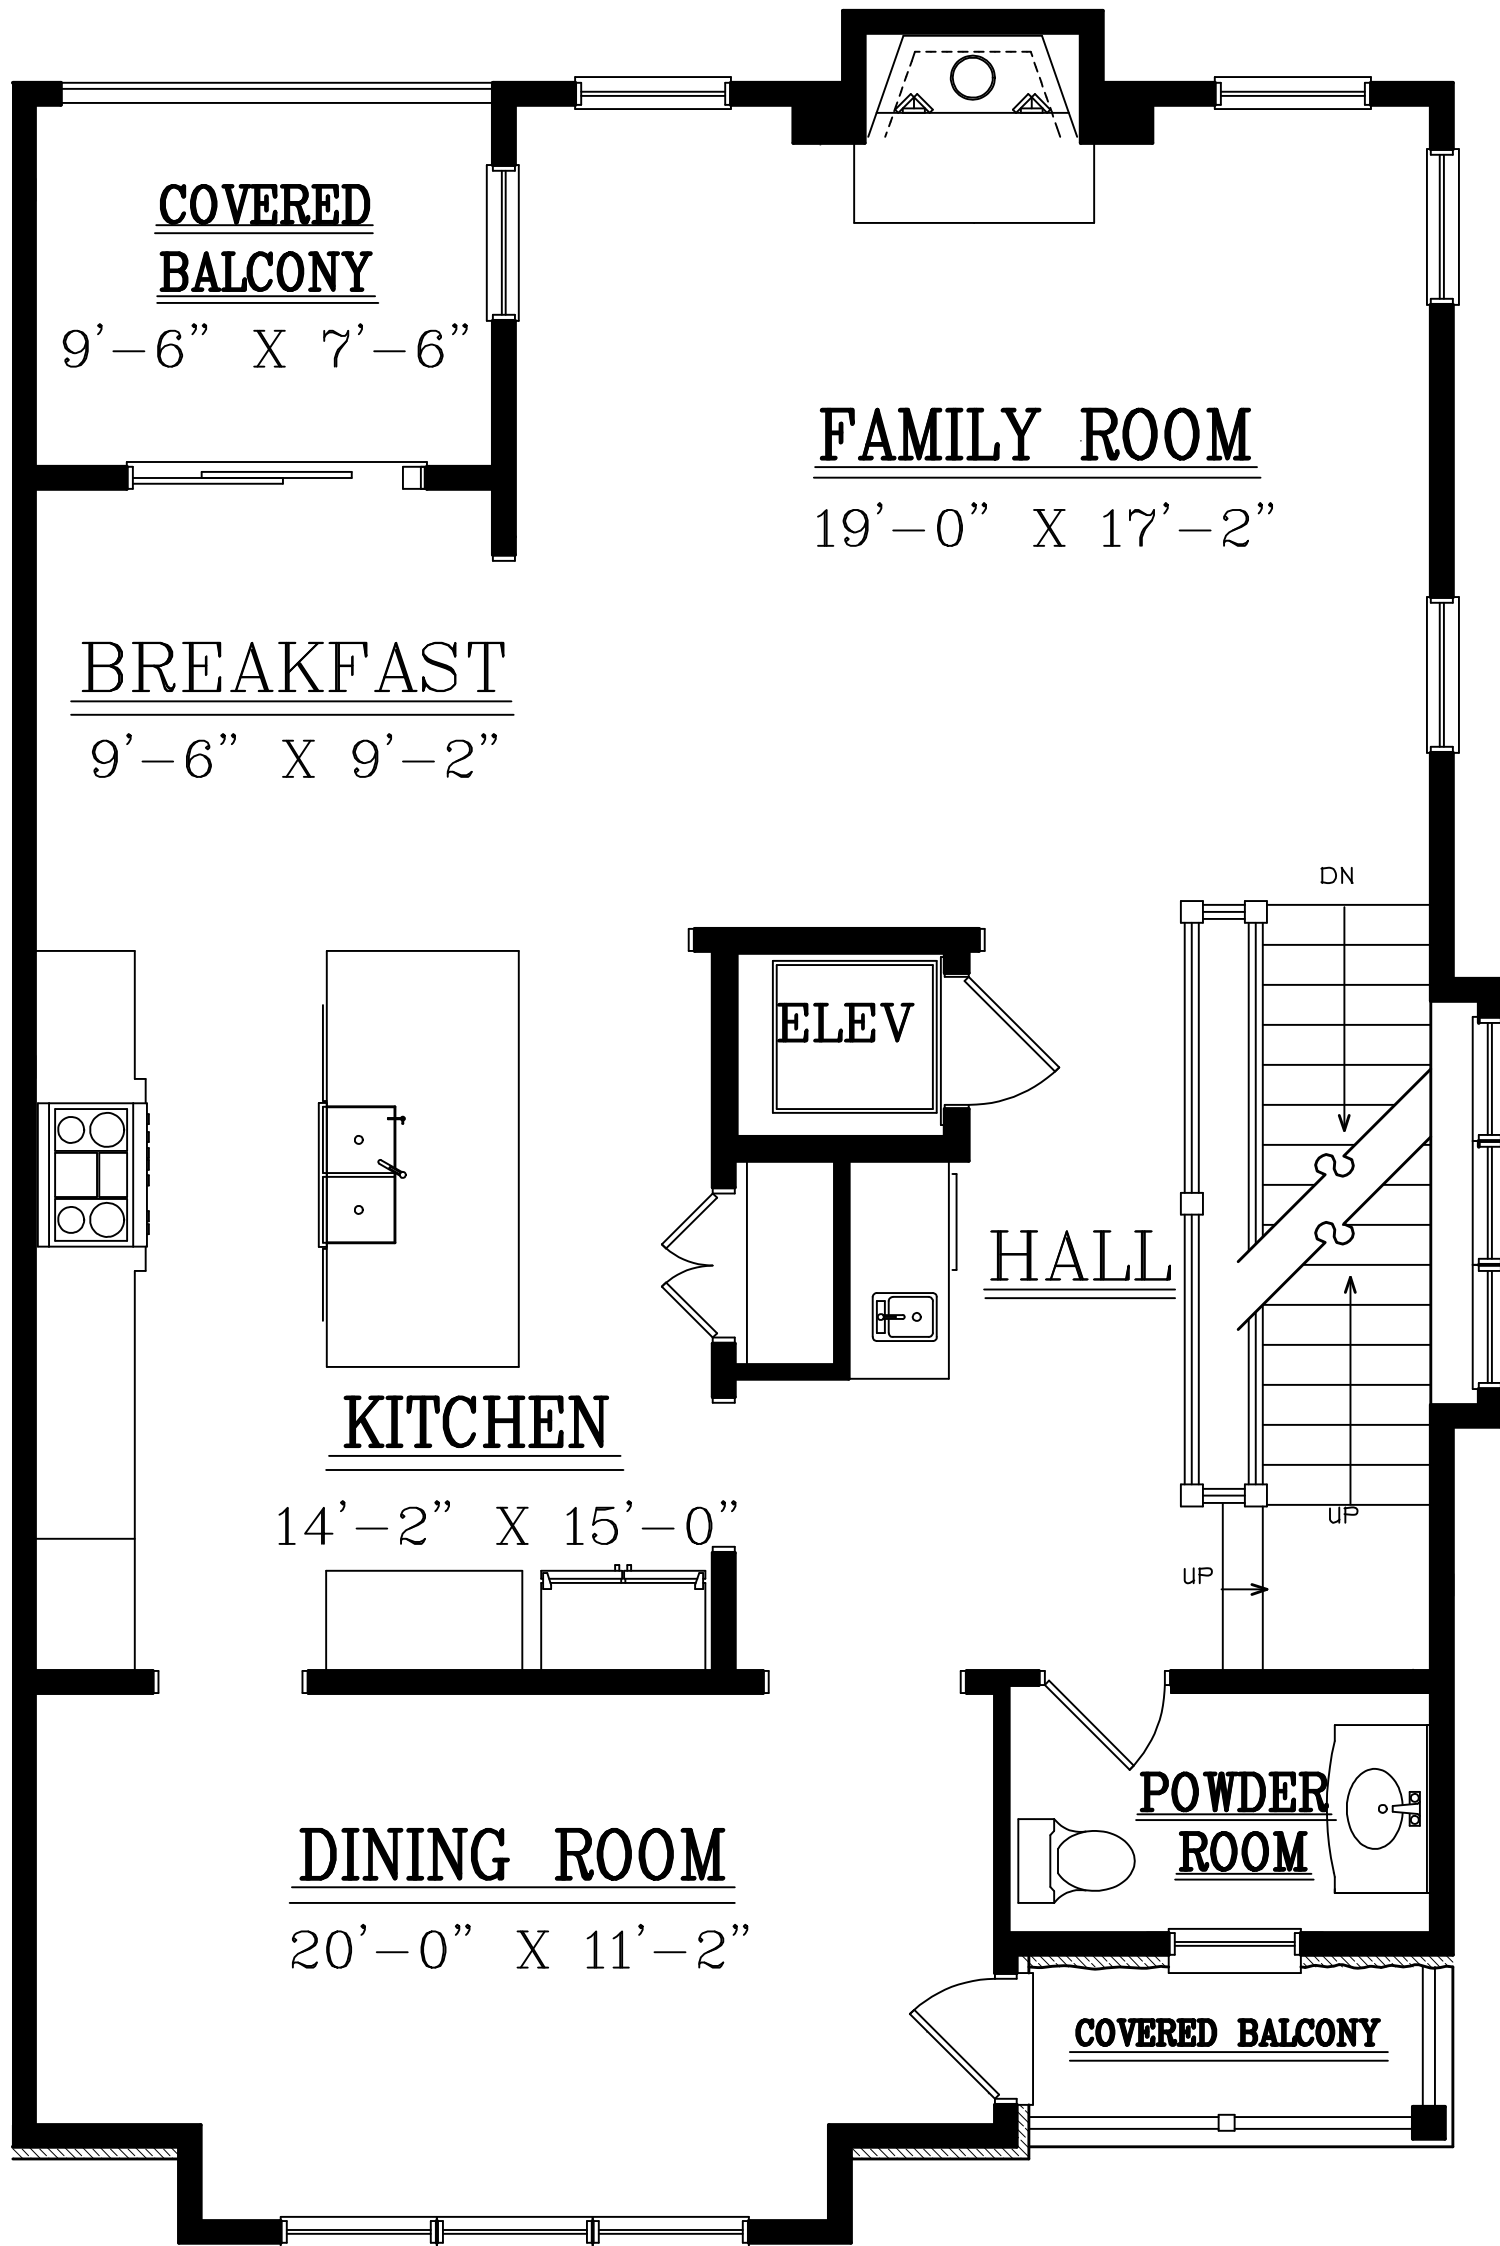 COVERED
BALCONY
9'-6" X 7'-6"
FAMILY ROOM
19'-0" X 17'-2"
BREAKFAST
9'-6" X 9'-2"
DN
ELEV
HALL
KITCHEN
14'-2" X 15'-0"
UP
UP
POWDER
ROOM
DINING ROOM
20'-0" X 11'-2"
COVERED BALCONY